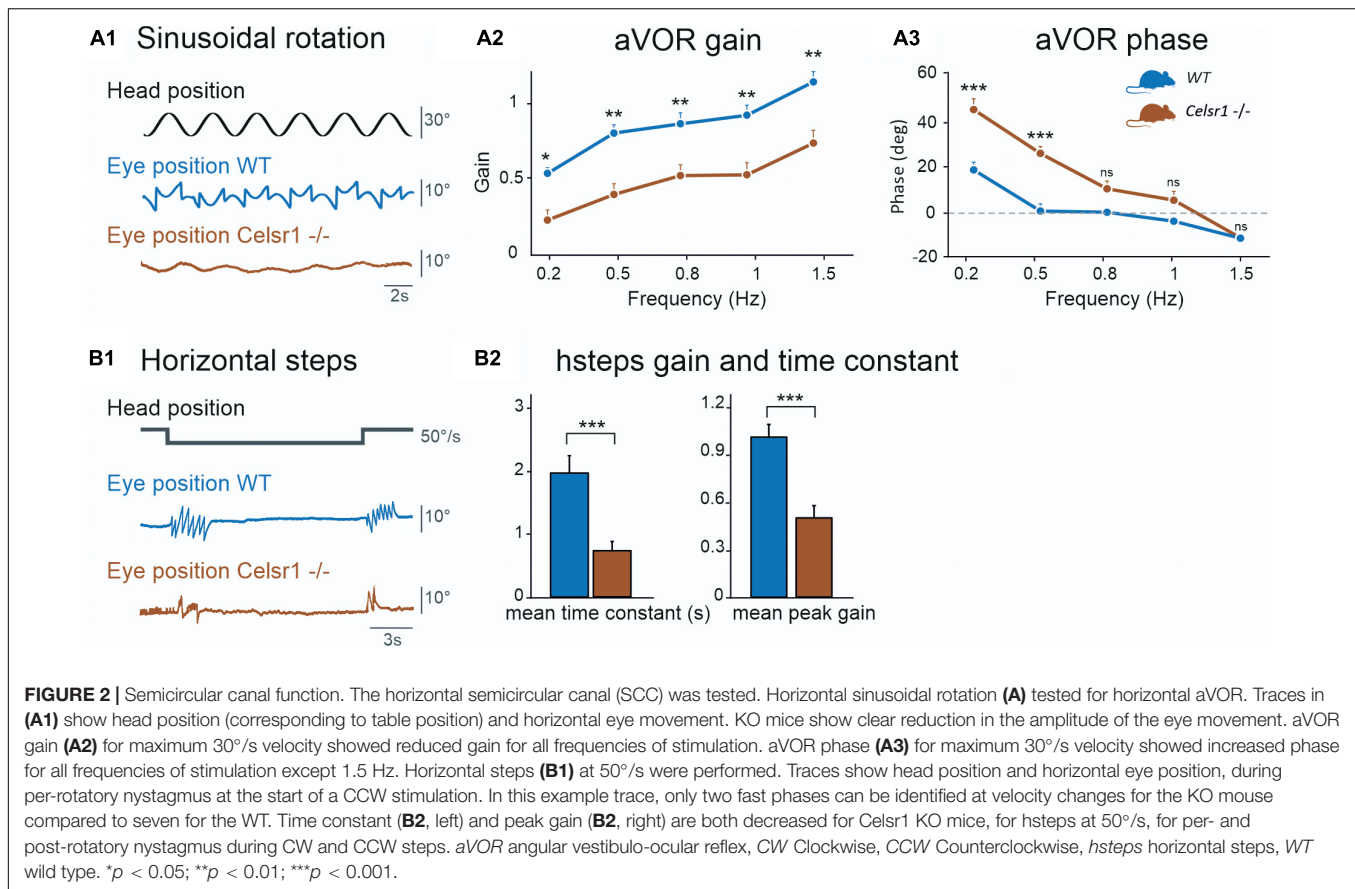 A1 Sinusoidal rotation
Head position
30°
Eye position WT
10°
Eye position Celsr1 -/-
10°
2s
A2 aVOR gain
* ** ** ** **
Gain
1
0.5
0
0.2 0.5 0.8 1 1.5
Frequency (Hz)
A3 aVOR phase
WT
Celsr1 -/-
*** *** ns ns ns
Phase (deg)
60
40
20
0
-20
0.2 0.5 0.8 1 1.5
Frequency (Hz)
B1 Horizontal steps
Head position
50°/s
Eye position WT
10°
Eye position Celsr1 -/-
10°
3s
B2 hsteps gain and time constant
3
2
1
0
***
mean time constant (s)
1.2
0.9
0.6
0.3
0
***
mean peak gain
FIGURE 2 | Semicircular canal function. The horizontal semicircular canal (SCC) was tested. Horizontal sinusoidal rotation (A) tested for horizontal aVOR. Traces in
(A1) show head position (corresponding to table position) and horizontal eye movement. KO mice show clear reduction in the amplitude of the eye movement. aVOR
gain (A2) for maximum 30°/s velocity showed reduced gain for all frequencies of stimulation. aVOR phase (A3) for maximum 30°/s velocity showed increased phase
for all frequencies of stimulation except 1.5 Hz. Horizontal steps (B1) at 50°/s were performed. Traces show head position and horizontal eye position, during
per-rotatory nystagmus at the start of a CCW stimulation. In this example trace, only two fast phases can be identified at velocity changes for the KO mouse
compared to seven for the WT. Time constant (B2, left) and peak gain (B2, right) are both decreased for Celsr1 KO mice, for hsteps at 50°/s, for per- and
post-rotatory nystagmus during CW and CCW steps. aVOR angular vestibulo-ocular reflex, CW Clockwise, CCW Counterclockwise, hsteps horizontal steps, WT
wild type. *p < 0.05; **p < 0.01; ***p < 0.001.